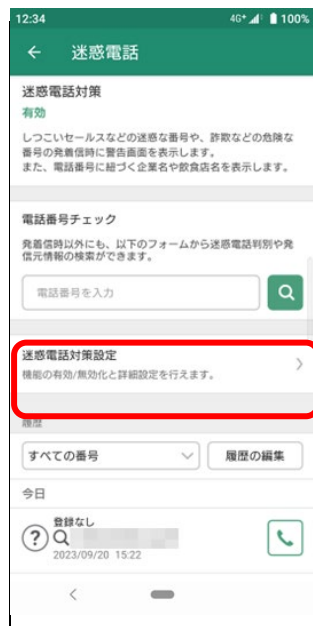 12:34 4G+ 100%
← 迷惑電話
迷惑電話対策
有効
しつこいセールスなどの迷惑な番号や、詐欺などの危険な
番号の発着信時に警告画面を表示します。
また、電話番号に紐づく企業名や飲食店名を表示します。
電話番号チェック
発着信時以外にも、以下のフォームから迷惑電話判別や発
信元情報の検索ができます。
電話番号を入力
迷惑電話対策設定
機能の有効/無効化と詳細設定を行えます。
履歴
すべての番号 履歴の編集
今日
登録なし
2023/09/20 15:22